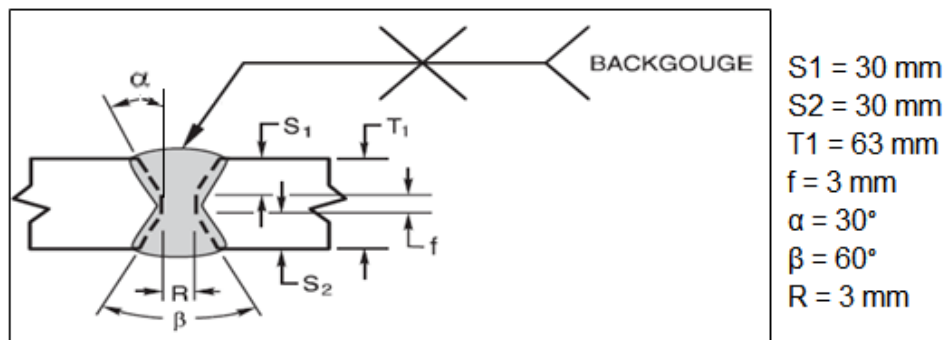 BACKGOUGE
α
S₁
T₁
f
S₂
R
β
S1 = 30 mm
S2 = 30 mm
T1 = 63 mm
f = 3 mm
α = 30°
β = 60°
R = 3 mm